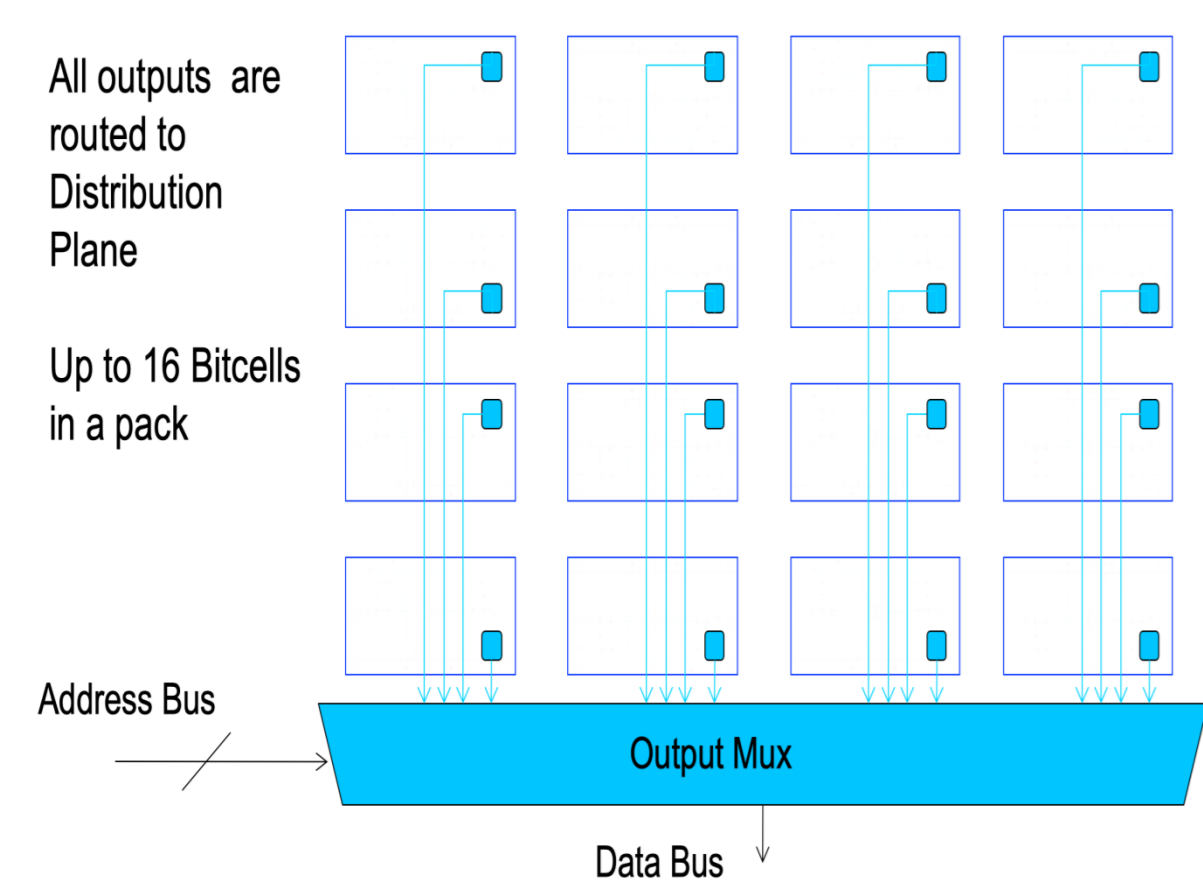 All outputs are
routed to
Distribution
Plane
Up to 16 Bitcells
in a pack
Address Bus
Output Mux
Data Bus